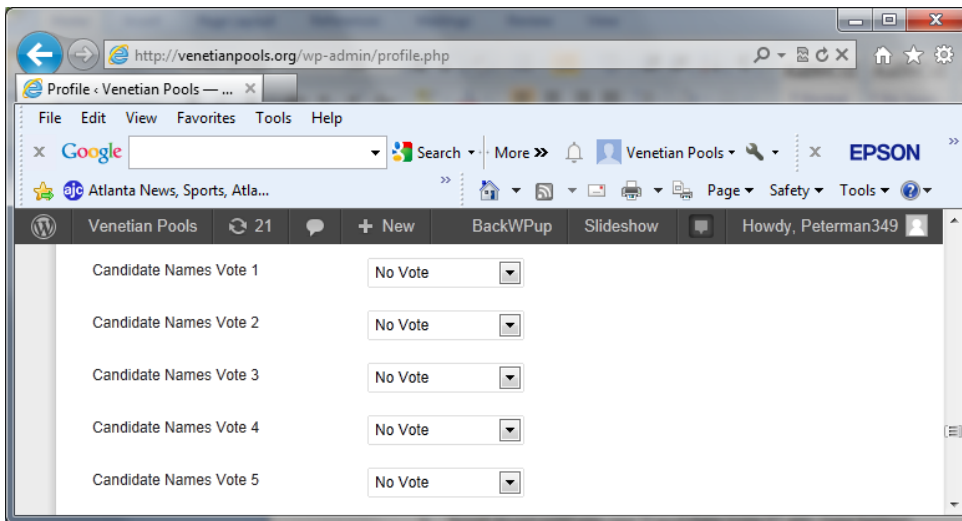 http://venetianpools.org/wp-admin/profile.php
Profile ‹ Venetian Pools — ...
File Edit View Favorites Tools Help
Google Search More » Venetian Pools EPSON »
ajc Atlanta News, Sports, Atla... » Page Safety Tools
Venetian Pools 21 + New BackWPup Slideshow Howdy, Peterman349
Candidate Names Vote 1 No Vote
Candidate Names Vote 2 No Vote
Candidate Names Vote 3 No Vote
Candidate Names Vote 4 No Vote
Candidate Names Vote 5 No Vote